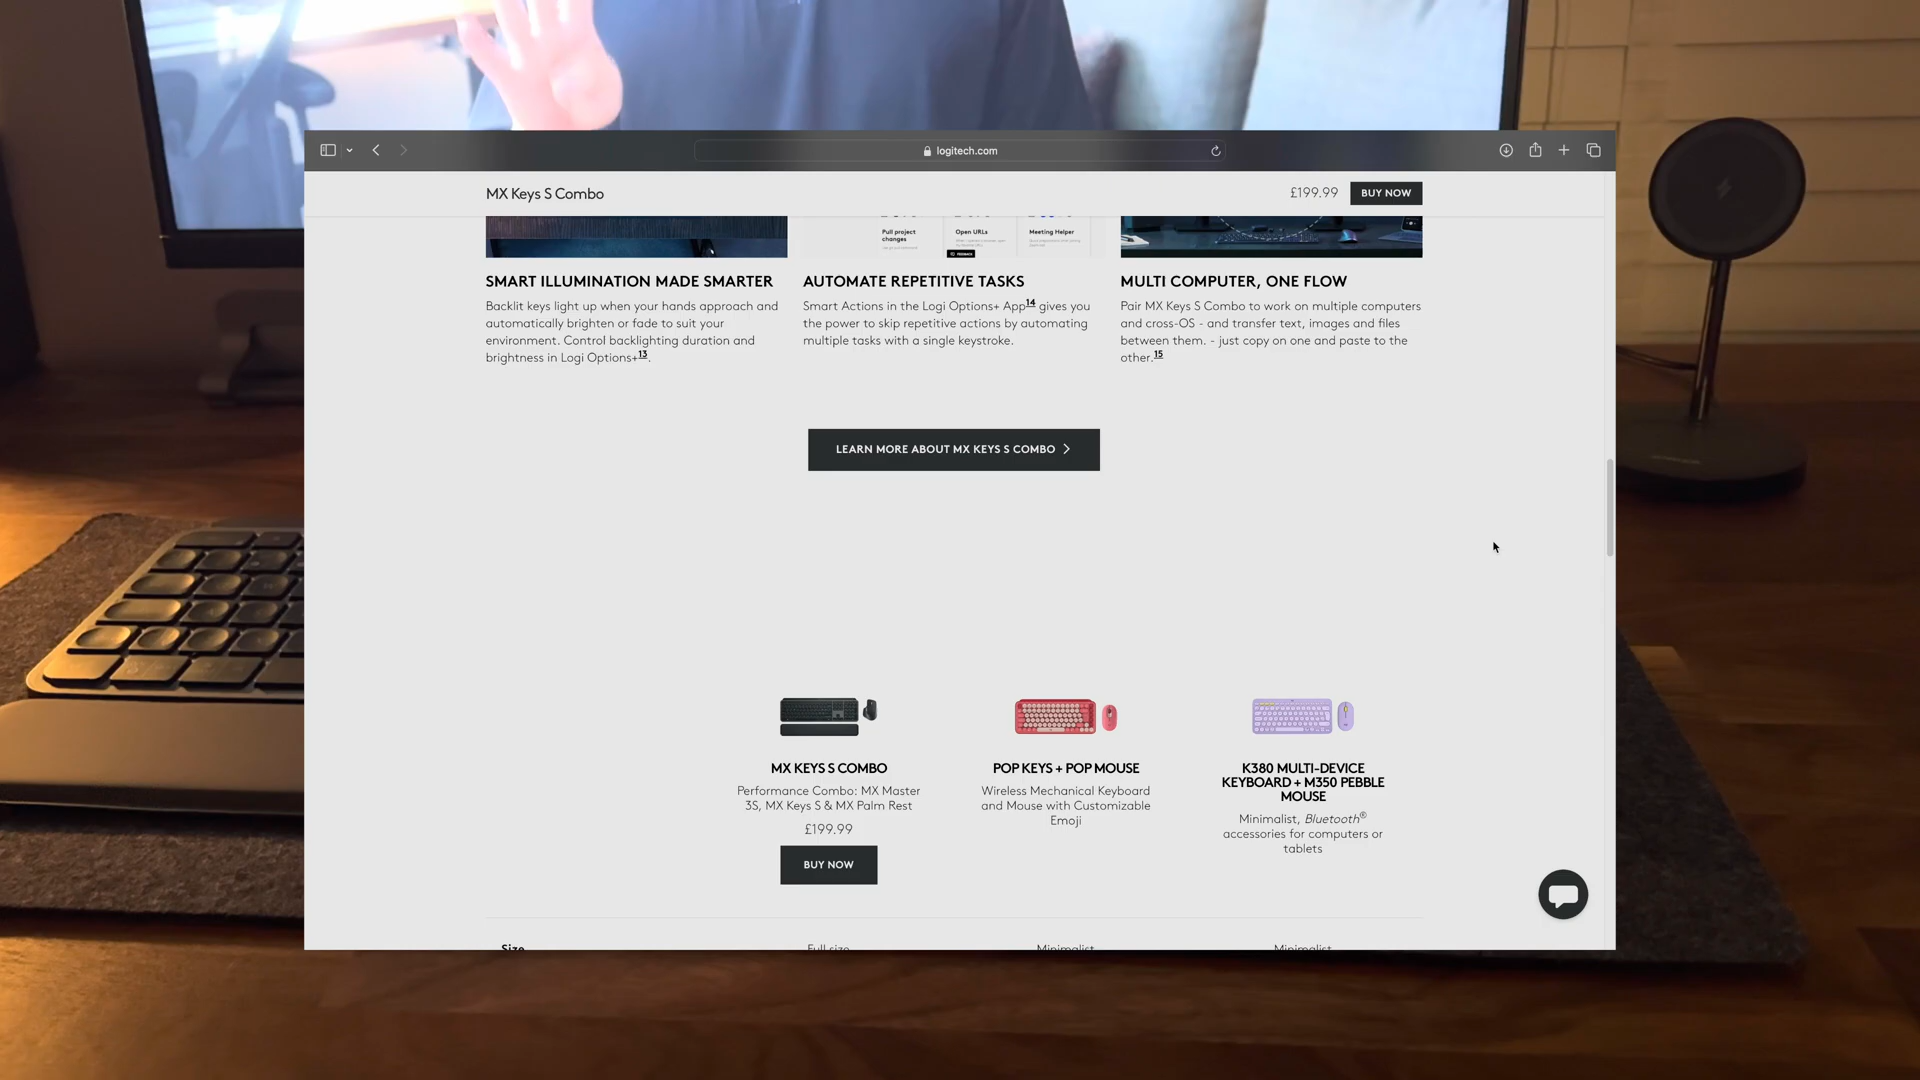 logitech.com
MX Keys S Combo
£199.99
BUY NOW
Pull project
changes
Open URLs
Meeting Helper
SMART ILLUMINATION MADE SMARTER
Backlit keys light up when your hands approach and
automatically brighten or fade to suit your
environment. Control backlighting duration and
brightness in Logi Options+13.
AUTOMATE REPETITIVE TASKS
Smart Actions in the Logi Options+ App14 gives you
the power to skip repetitive actions by automating
multiple tasks with a single keystroke.
MULTI COMPUTER, ONE FLOW
Pair MX Keys S Combo to work on multiple computers
and cross-OS - and transfer text, images and files
between them. - just copy on one and paste to the
other.15
LEARN MORE ABOUT MX KEYS S COMBO
MX KEYS S COMBO
Performance Combo: MX Master
3S, MX Keys S & MX Palm Rest
£199.99
BUY NOW
POP KEYS + POP MOUSE
Wireless Mechanical Keyboard
and Mouse with Customizable
Emoji
K380 MULTI-DEVICE
KEYBOARD + M350 PEBBLE
MOUSE
Minimalist, Bluetooth®
accessories for computers or
tablets
Size
Full size
Minimalist
Minimalist